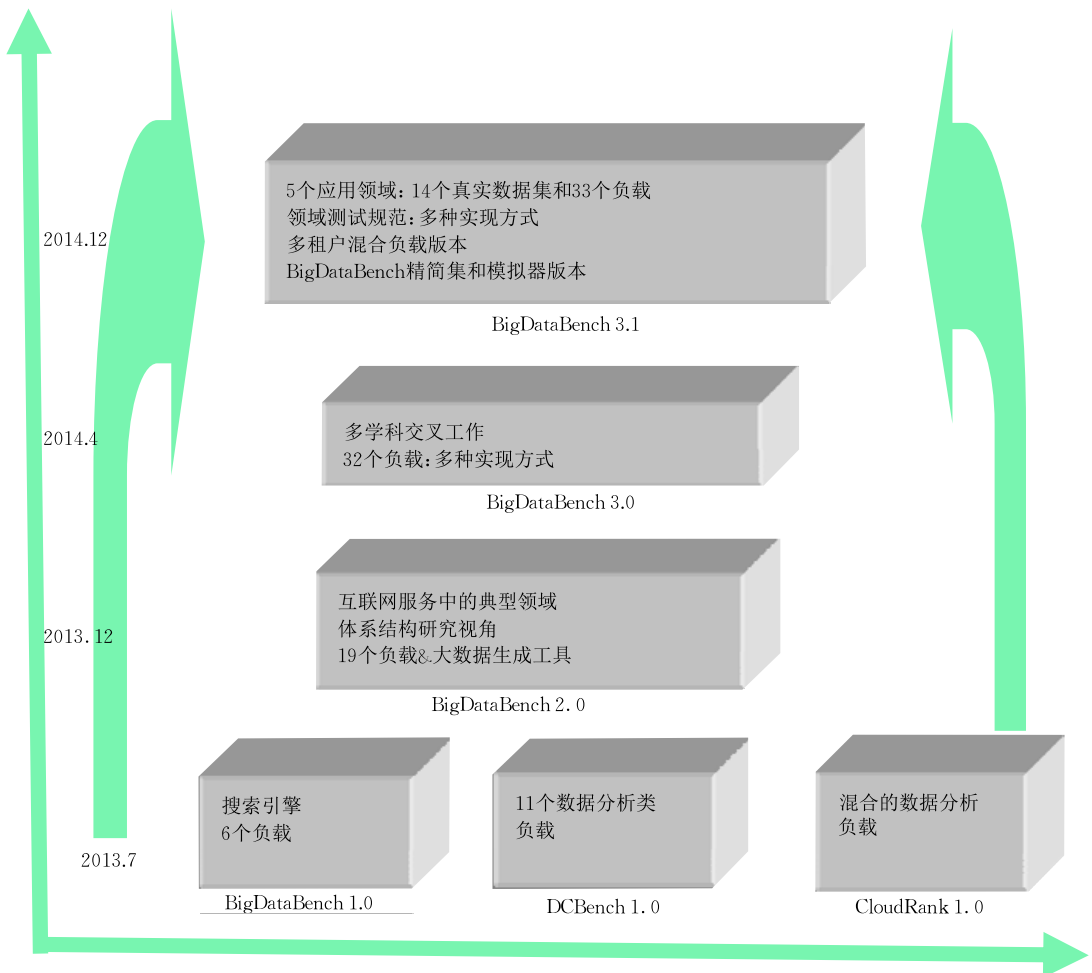 2014.12
5个应用领域: 14个真实数据集和33个负载
领域测试规范: 多种实现方式
多租户混合负载版本
BigDataBench精简集和模拟器版本
BigDataBench 3.1
2014.4
多学科交叉工作
32个负载: 多种实现方式
BigDataBench 3.0
2013.12
互联网服务中的典型领域
体系结构研究视角
19个负载&大数据生成工具
BigDataBench 2.0
2013.7
搜索引擎
6个负载
BigDataBench 1.0
11个数据分析类
负载
DCBench 1.0
混合的数据分析
负载
CloudRank 1.0